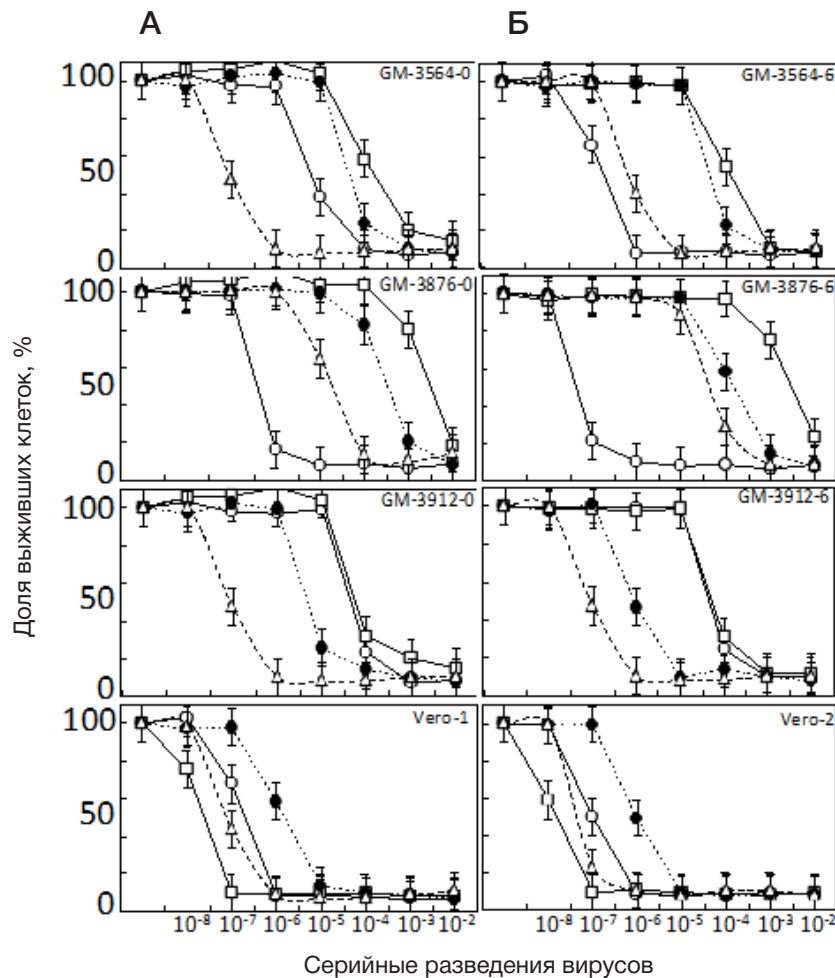 А
Б
100
50
0
GM-3564-0
GM-3564-6
100
50
0
GM-3876-0
GM-3876-6
100
50
0
GM-3912-0
GM-3912-6
100
50
0
Vero-1
Vero-2
10-8 10-7 10-6 10-5 10-4 10-3 10-2
10-8 10-7 10-6 10-5 10-4 10-3 10-2
Доля выживших клеток, %
Серийные разведения вирусов